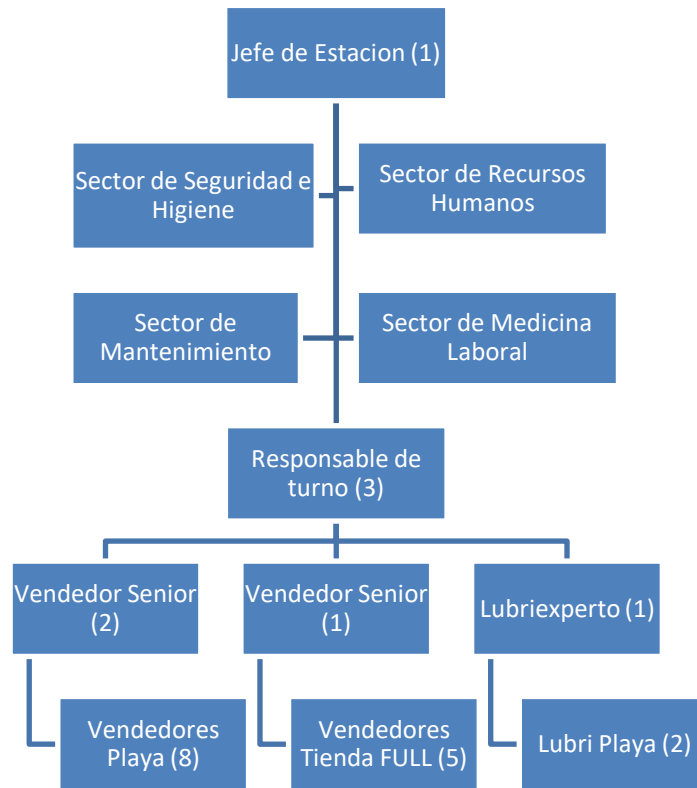 Jefe de Estacion (1)
Sector de Seguridad e
Higiene
Sector de Recursos
Humanos
Sector de
Mantenimiento
Sector de Medicina
Laboral
Responsable de
turno (3)
Vendedor Senior
(2)
Vendedor Senior
(1)
Lubriexperto (1)
Vendedores
Playa (8)
Vendedores
Tienda FULL (5)
Lubri Playa (2)